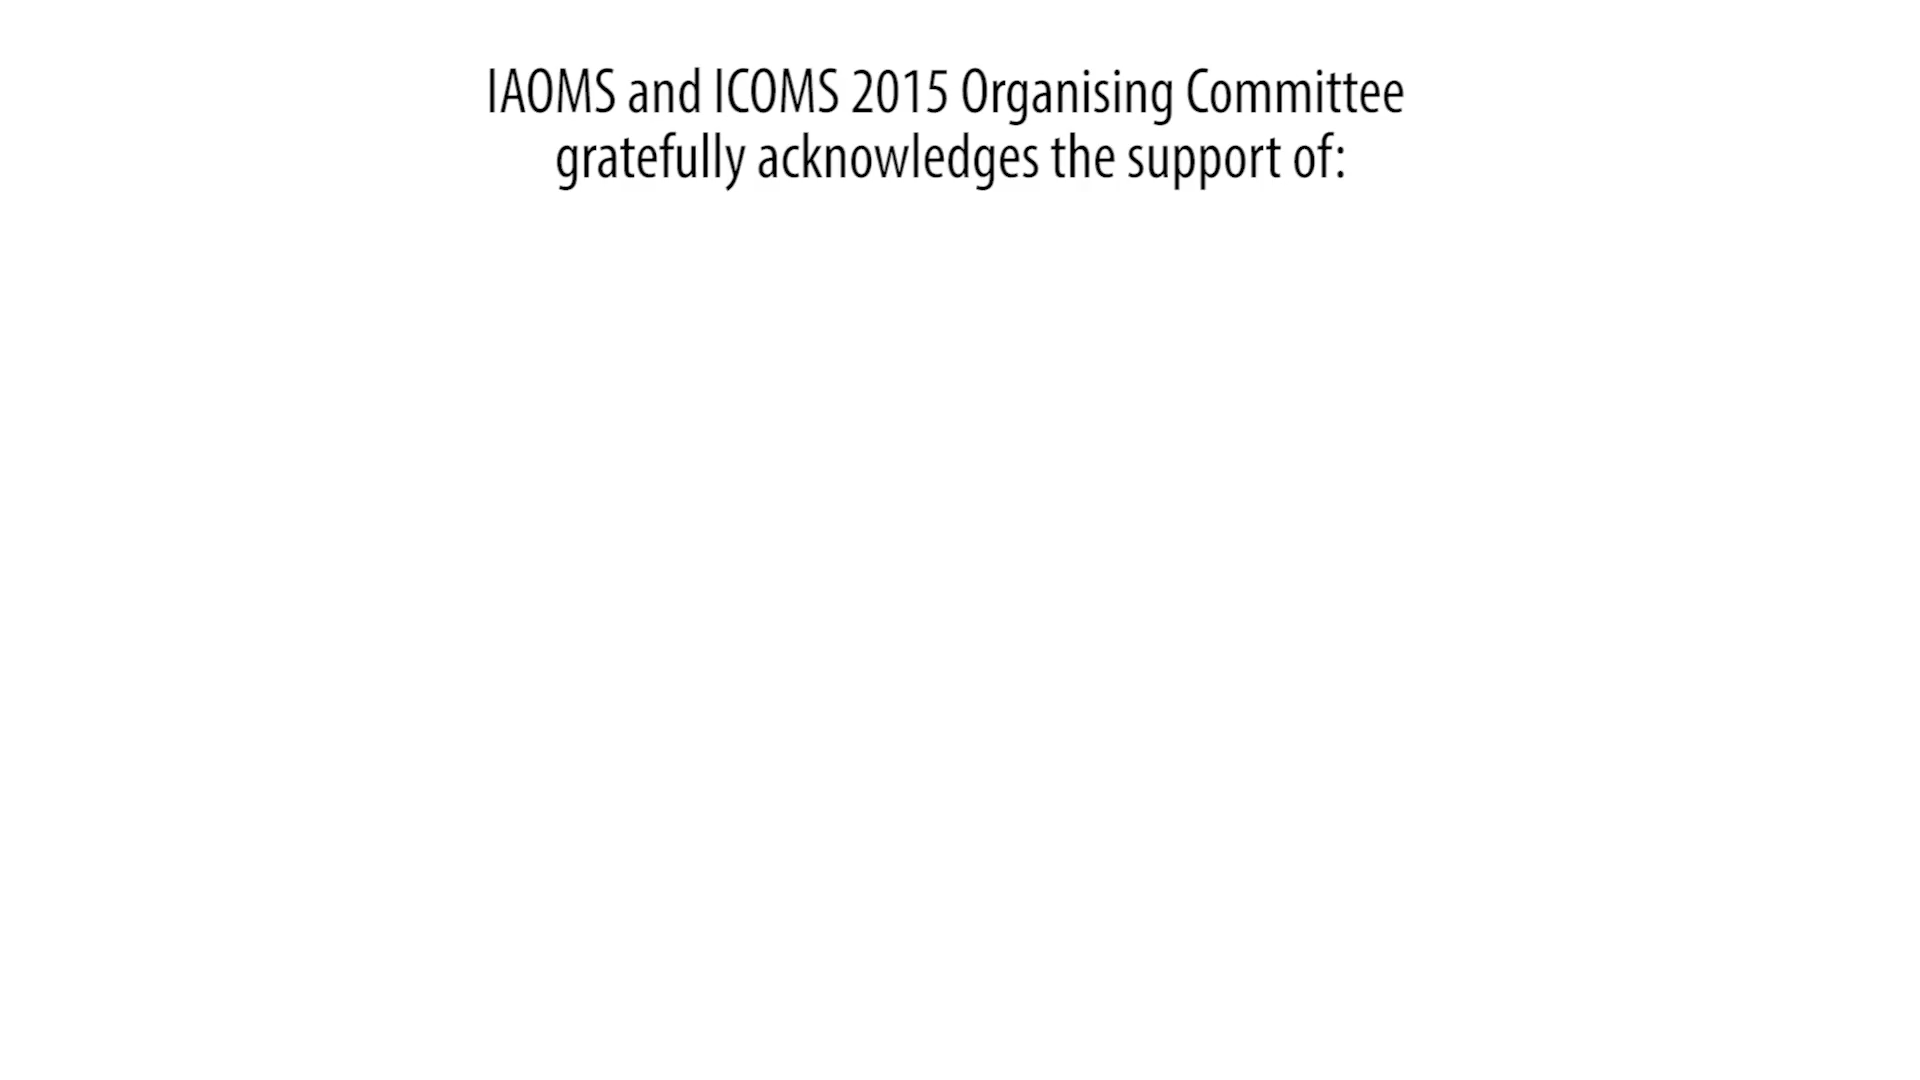 IAOMS and ICOMS 2015 Organising Committee
gratefully acknowledges the support of: